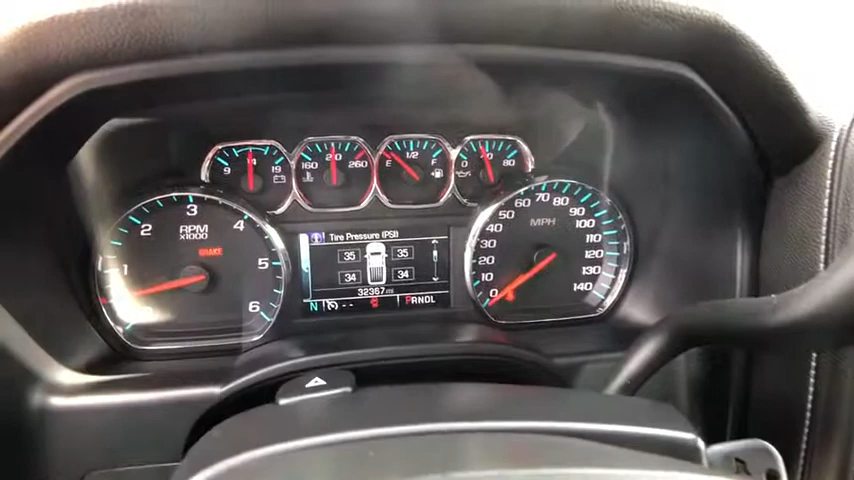 9 14 19
160 210 260
E 1/2 F
0 40 80
1 2 3 4 5 6
RPM
x1000
BRAKE
Tire Pressure (PSI)
35 35
34 34
32367 mi
N -- PRNDL
0 10 20 30 40 50 60 70 80 90 100 110 120 130 140
MPH